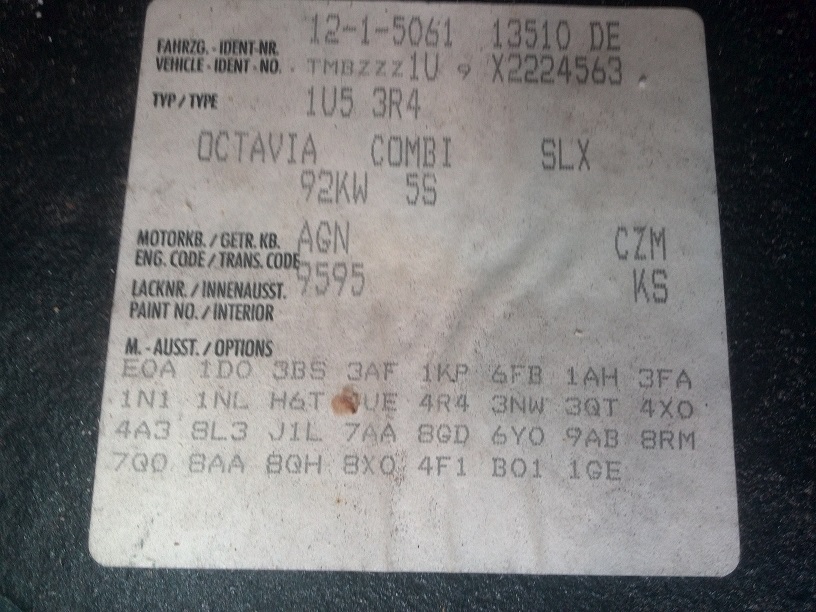 12-1-5061 13510 DE
FAHRZG. - IDENT-NR.
VEHICLE - IDENT - NO. TMBZZZ1U 9 X2224563
TYP / TYPE 1U5 3R4
OCTAVIA COMBI SLX
92KW 5S
MOTORKB. / GETR. KB. AGN CZM
ENG. CODE / TRANS. CODE
LACKNR. / INNENAUSST. 9595 KS
PAINT NO. / INTERIOR
M. - AUSST. / OPTIONS
E0A 1D0 3BS 3AF 1KP 6FB 1AH 3FA
1N1 1NL H6T 4R4 3NW 3QT 4X0
4A3 8L3 J1L 7AA 8GD 6Y0 9AB 8RM
7Q0 8AA 8QH 8X0 4F1 B01 1GE